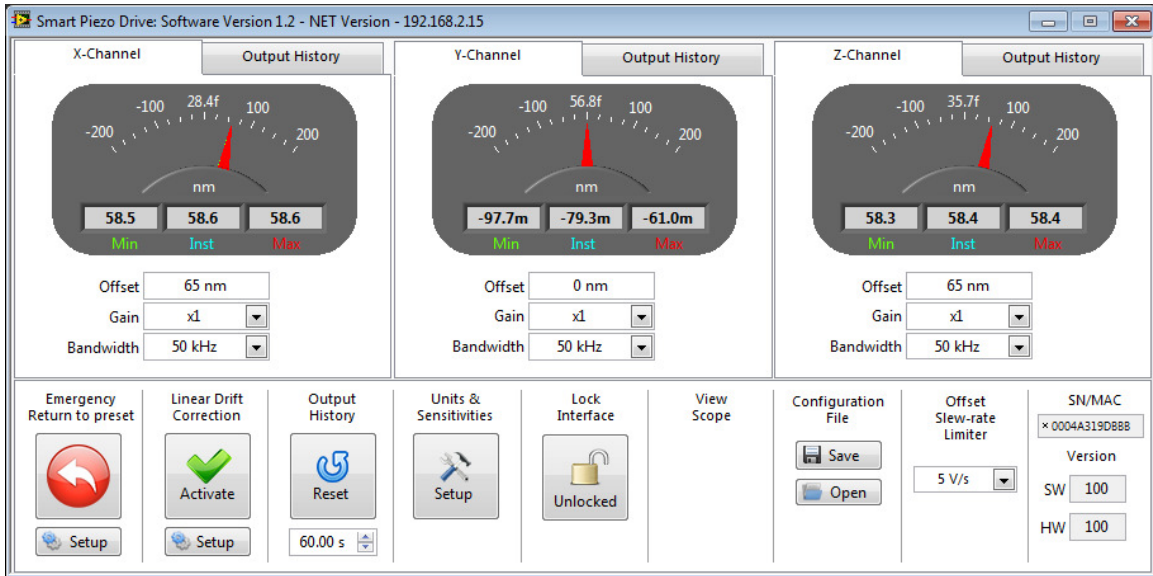 Smart Piezo Drive: Software Version 1.2 - NET Version - 192.168.2.15
X-Channel
Output History
-200
-100
28.4f
100
200
nm
58.5
58.6
58.6
Min
Inst
Max
Offset
65 nm
Gain
x1
Bandwidth
50 kHz
Y-Channel
Output History
-200
-100
56.8f
100
200
nm
-97.7m
-79.3m
-61.0m
Min
Inst
Max
Offset
0 nm
Gain
x1
Bandwidth
50 kHz
Z-Channel
Output History
-200
-100
35.7f
100
200
nm
58.3
58.4
58.4
Min
Inst
Max
Offset
65 nm
Gain
x1
Bandwidth
50 kHz
Emergency
Return to preset
Setup
Linear Drift
Correction
Activate
Setup
Output
History
Reset
60.00 s
Units &
Sensitivities
Setup
Lock
Interface
Unlocked
View
Scope
Configuration
File
Save
Open
Offset
Slew-rate
Limiter
5 V/s
SN/MAC
× 0004A319DBBB
Version
SW 100
HW 100